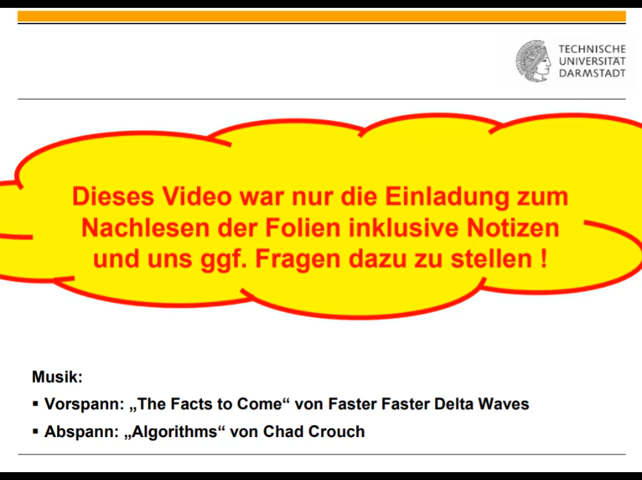 TECHNISCHE
UNIVERSITÄT
DARMSTADT
Dieses Video war nur die Einladung zum
Nachlesen der Folien inklusive Notizen
und uns ggf. Fragen dazu zu stellen !
Musik:
▪ Vorspann: „The Facts to Come“ von Faster Faster Delta Waves
▪ Abspann: „Algorithms“ von Chad Crouch